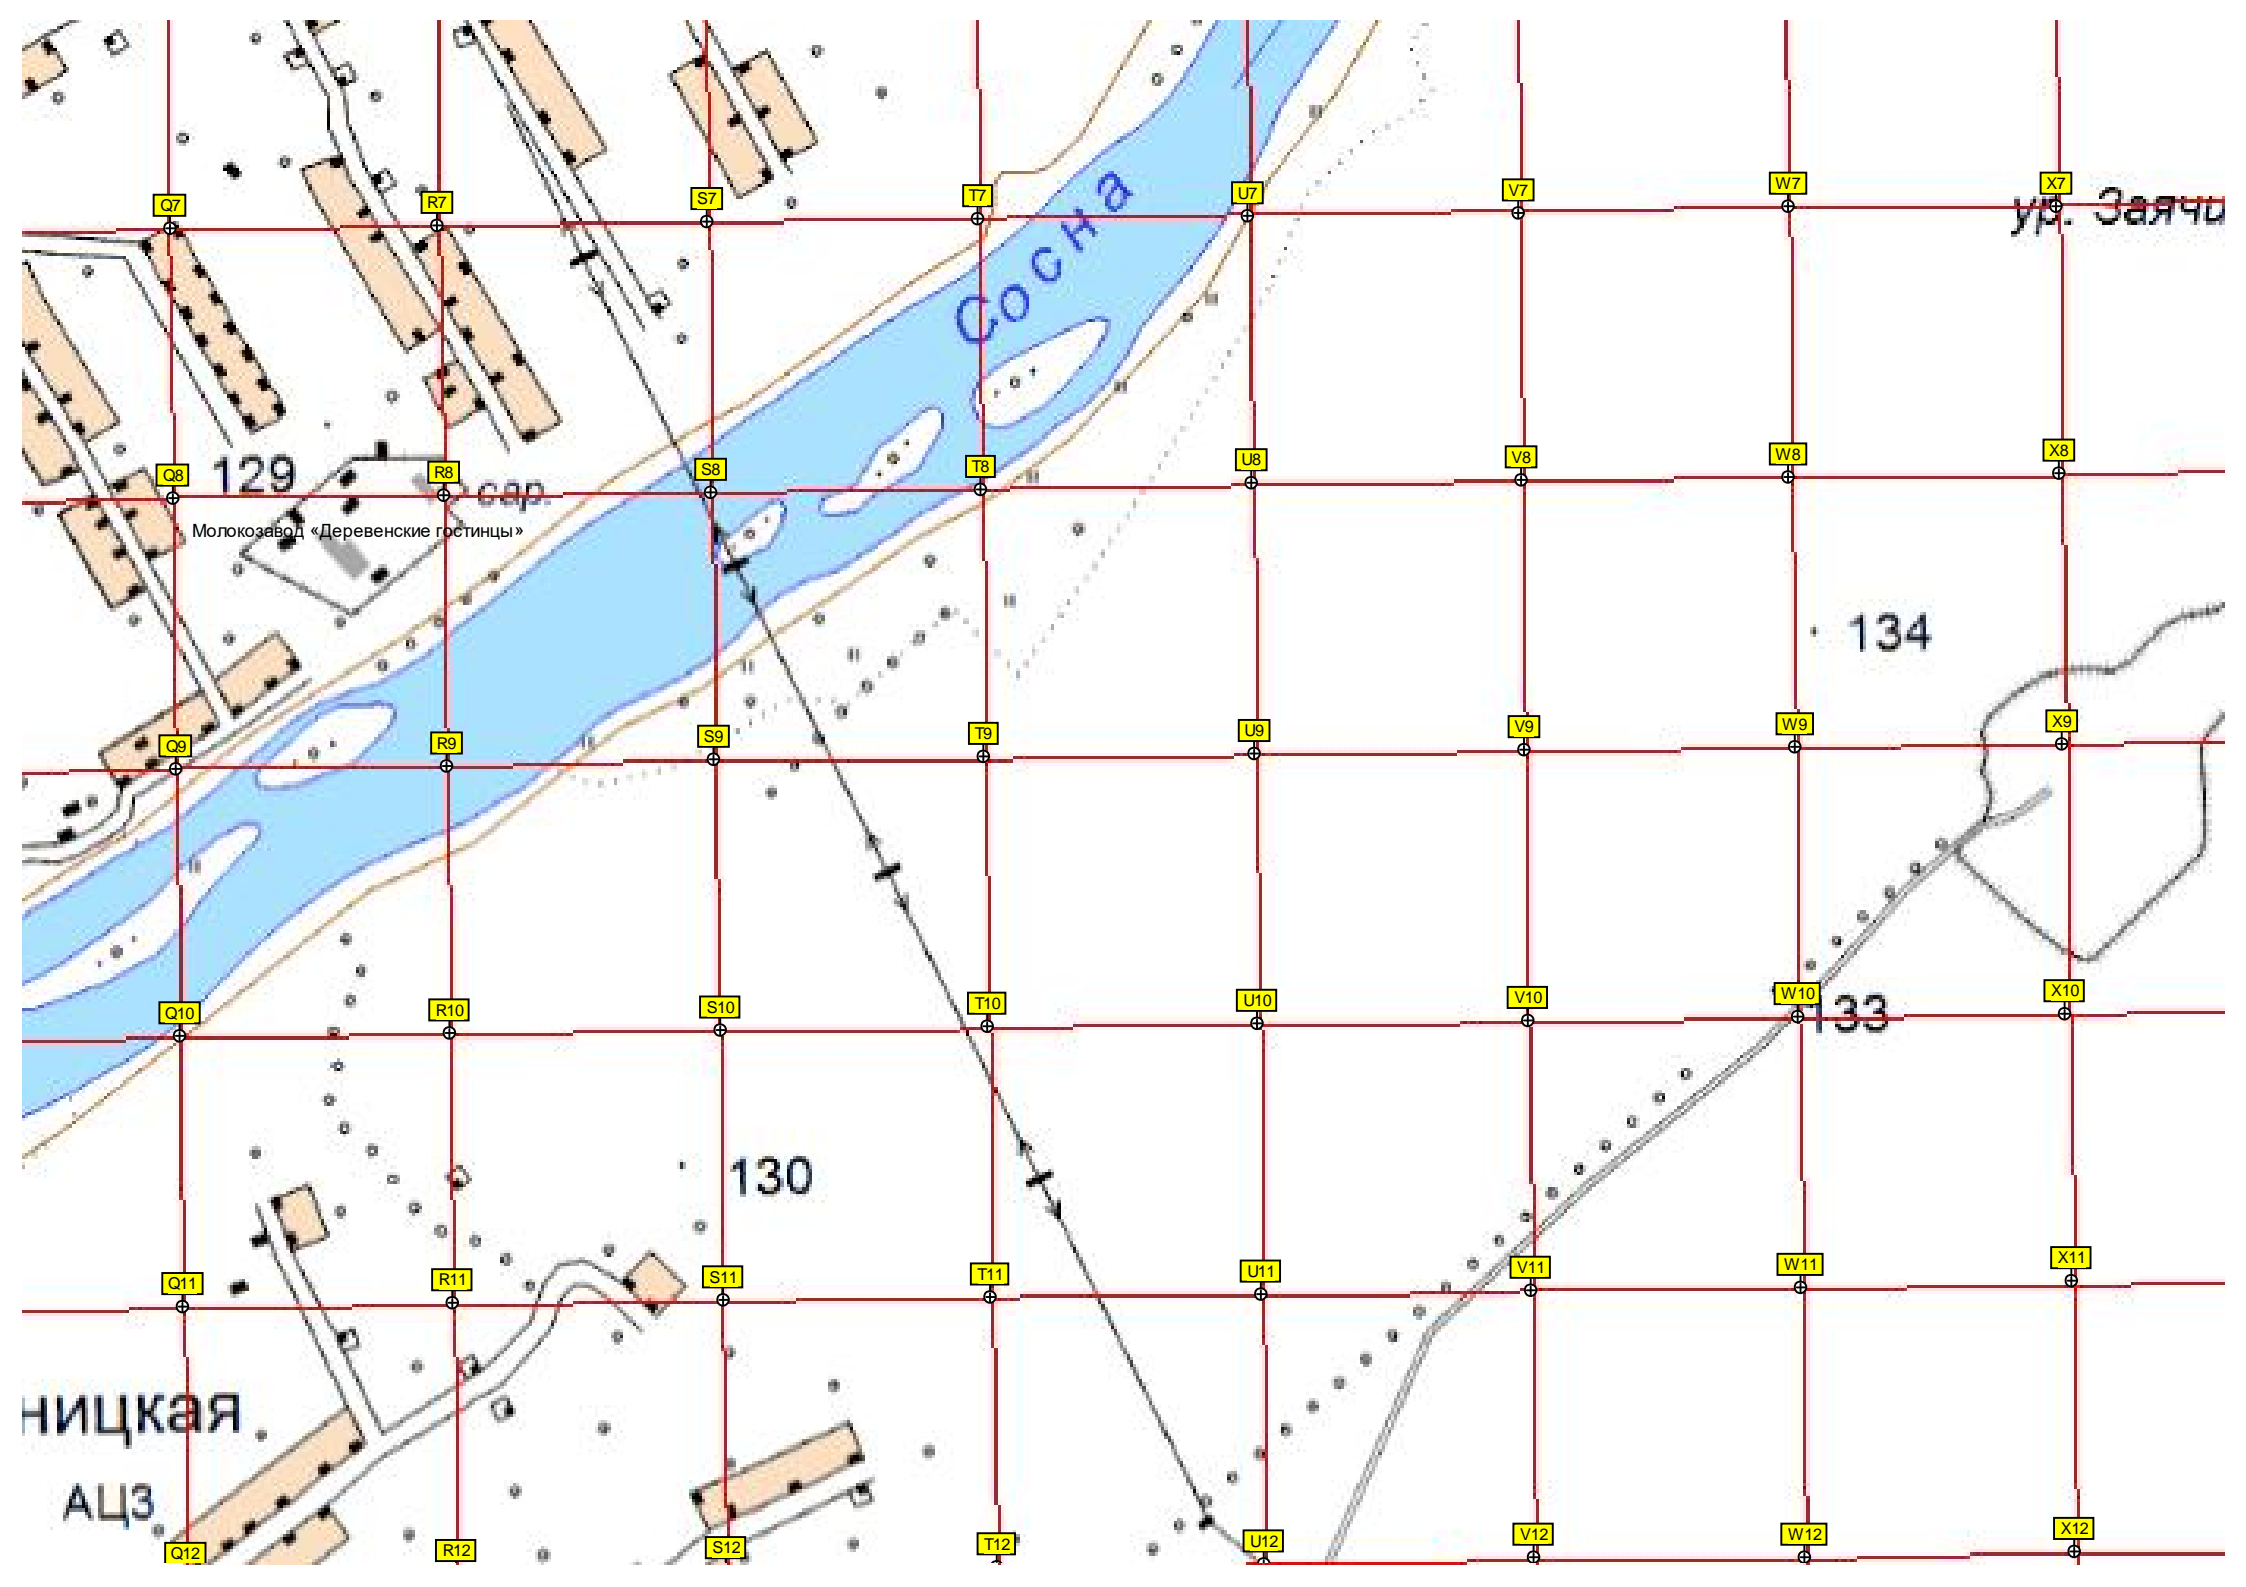 Q7 R7 S7 T7 U7 V7 W7 X7
Сосна
ур. Заячи
Q8 R8 S8 T8 U8 V8 W8 X8
129
сар.
Молокозавод «Деревенские гостинцы»
134
Q9 R9 S9 T9 U9 V9 W9 X9
Q10 R10 S10 T10 U10 V10 W10 X10
133
130
Q11 R11 S11 T11 U11 V11 W11 X11
ницкая
АЦЗ
Q12 R12 S12 T12 U12 V12 W12 X12